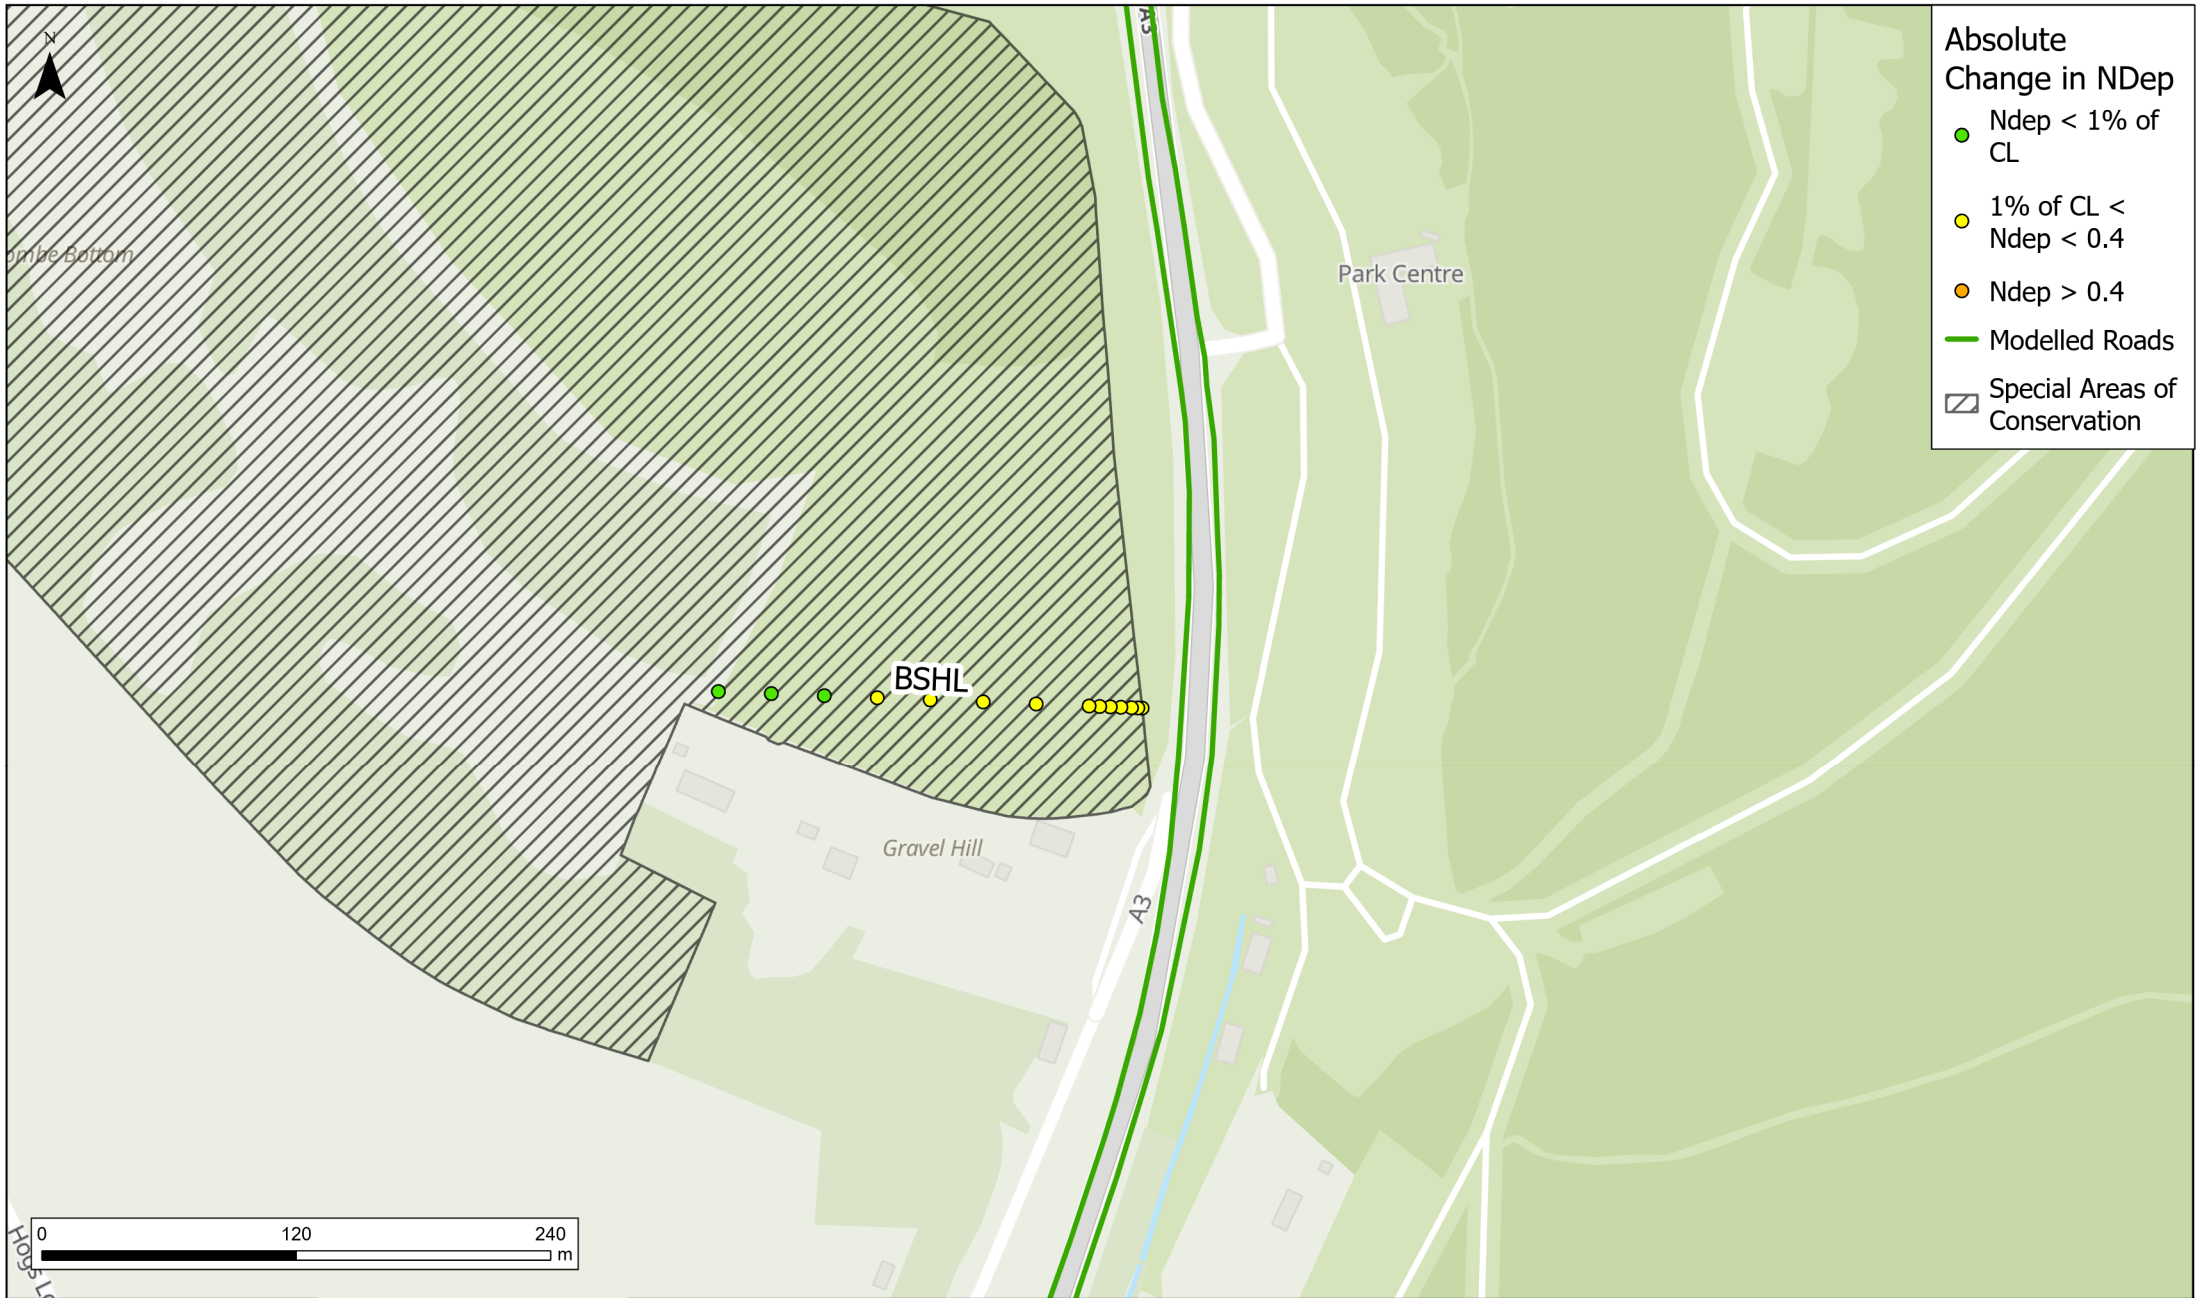 A3
N
Absolute
Change in NDep
Ndep < 1% of
CL
1% of CL <
Ndep < 0.4
Ndep > 0.4
Modelled Roads
Special Areas of
Conservation
ombe Bottom
Park Centre
BSHL
Gravel Hill
A3
0 120 240
m
Hogs Lo